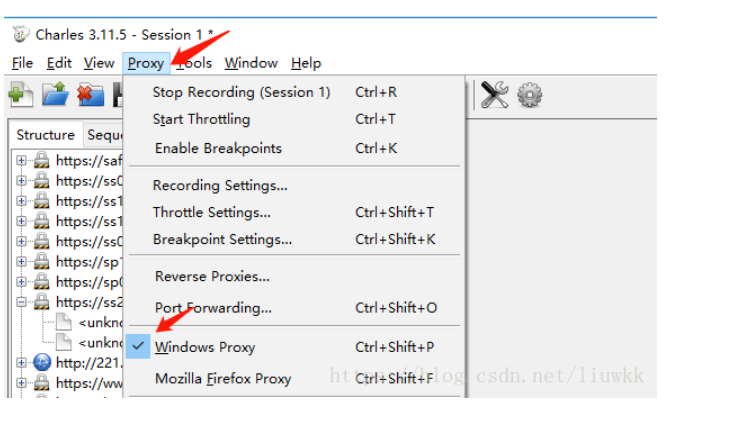 Charles 3.11.5 - Session 1 *
File Edit View Proxy Tools Window Help
Stop Recording (Session 1) Ctrl+R
Structure Sequ
Start Throttling Ctrl+T
Enable Breakpoints Ctrl+K
https://saf
https://ss0
Recording Settings...
https://ss1
Throttle Settings... Ctrl+Shift+T
https://ss1
Breakpoint Settings... Ctrl+Shift+K
https://ss0
https://sp1
Reverse Proxies...
https://sp0
https://ss2
Port Forwarding... Ctrl+Shift+O
<unkno
<unkno
Windows Proxy Ctrl+Shift+P
http://221.
Mozilla Firefox Proxy Ctrl+Shift+F
https://ww
https://blog.csdn.net/liuwkk